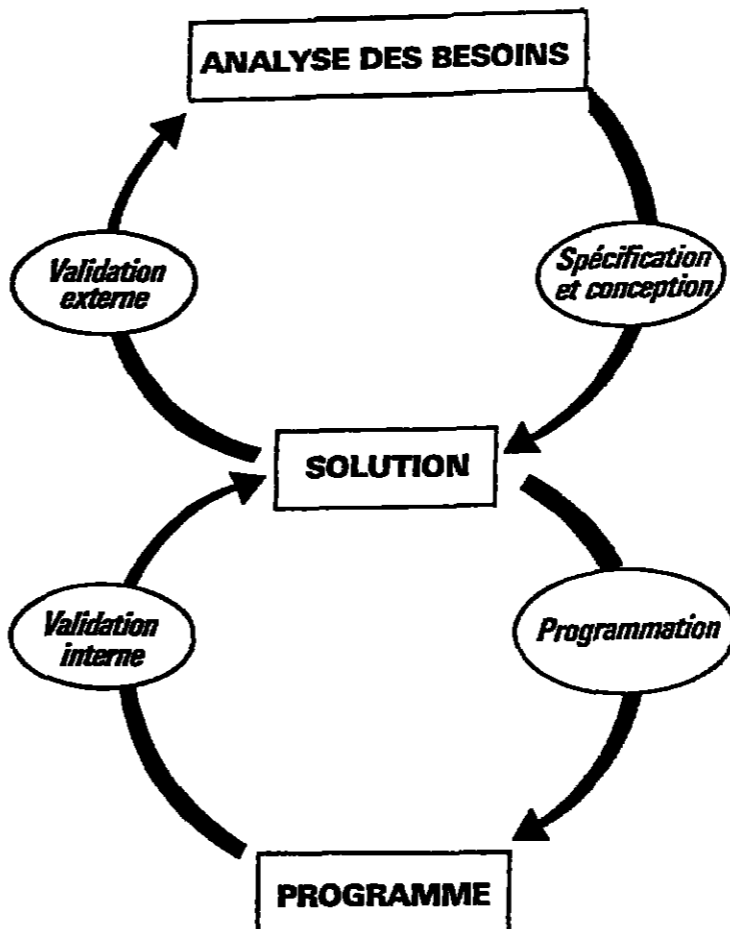 ANALYSE DES BESOINS
Validation
externe
Spécification
et conception
SOLUTION
Validation
interne
Programmation
PROGRAMME